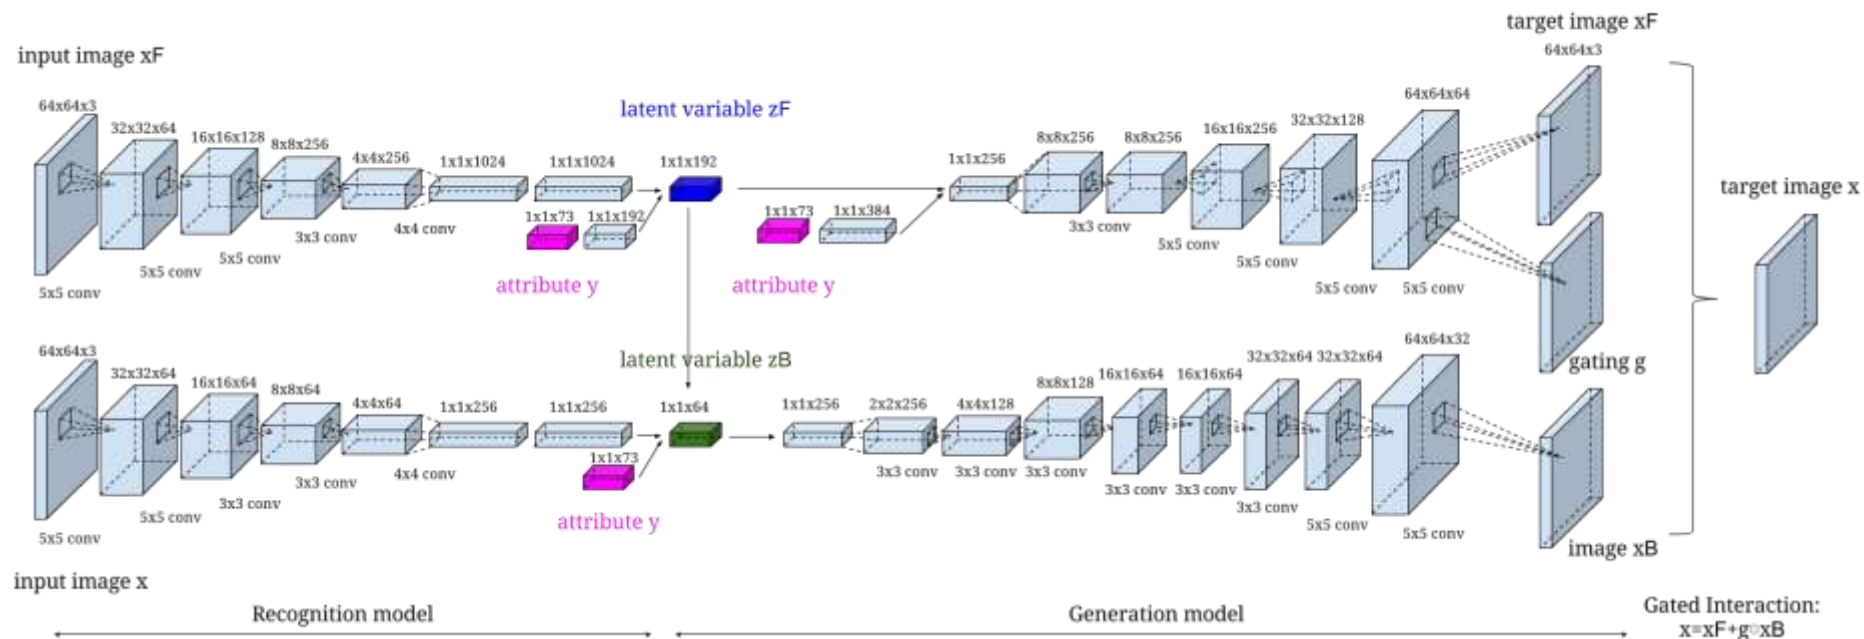 target image xF
64x64x3
input image xF
64x64x3
32x32x64
16x16x128
8x8x256
4x4x256
1x1x1024
1x1x1024
latent variable zF
1x1x192
1x1x73
1x1x192
attribute y
1x1x73
1x1x384
attribute y
1x1x256
8x8x256
8x8x256
16x16x256
32x32x128
64x64x64
5x5 conv
5x5 conv
5x5 conv
3x3 conv
4x4 conv
3x3 conv
5x5 conv
5x5 conv
5x5 conv
5x5 conv
target image x
gating g
64x64x3
32x32x64
16x16x64
8x8x64
4x4x64
1x1x256
1x1x256
latent variable zB
1x1x64
1x1x73
attribute y
1x1x256
2x2x256
4x4x128
8x8x128
16x16x64
16x16x64
32x32x64
32x32x64
64x64x32
5x5 conv
5x5 conv
3x3 conv
3x3 conv
4x4 conv
3x3 conv
3x3 conv
3x3 conv
3x3 conv
3x3 conv
3x3 conv
5x5 conv
5x5 conv
image xB
input image x
Recognition model
Generation model
Gated Interaction:
x=xF+g⊙xB